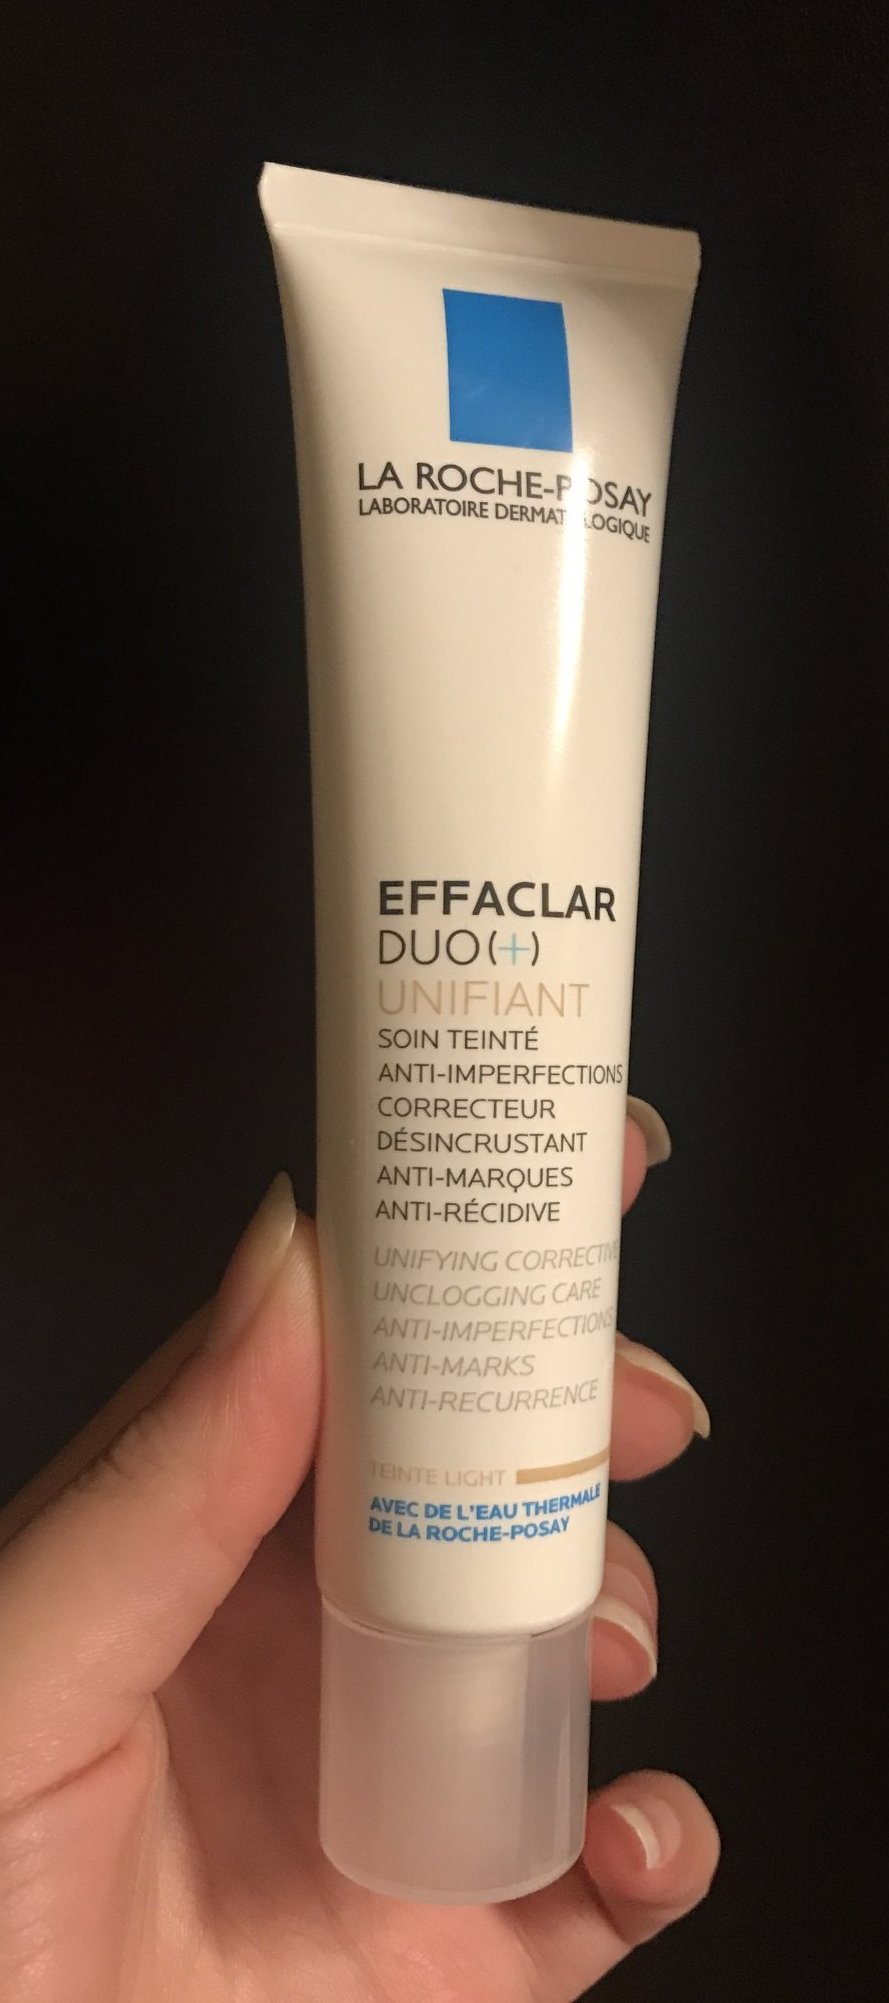 LA ROCHE-POSAY
LABORATOIRE DERMATOLOGIQUE
EFFACLAR
DUO(+)
UNIFIANT
SOIN TEINTÉ
ANTI-IMPERFECTIONS
CORRECTEUR
DÉSINCRUSTANT
ANTI-MARQUES
ANTI-RÉCIDIVE
UNIFYING CORRECTIVE
UNCLOGGING CARE
ANTI-IMPERFECTIONS
ANTI-MARKS
ANTI-RECURRENCE
TEINTE LIGHT
AVEC DE L'EAU THERMALE
DE LA ROCHE-POSAY